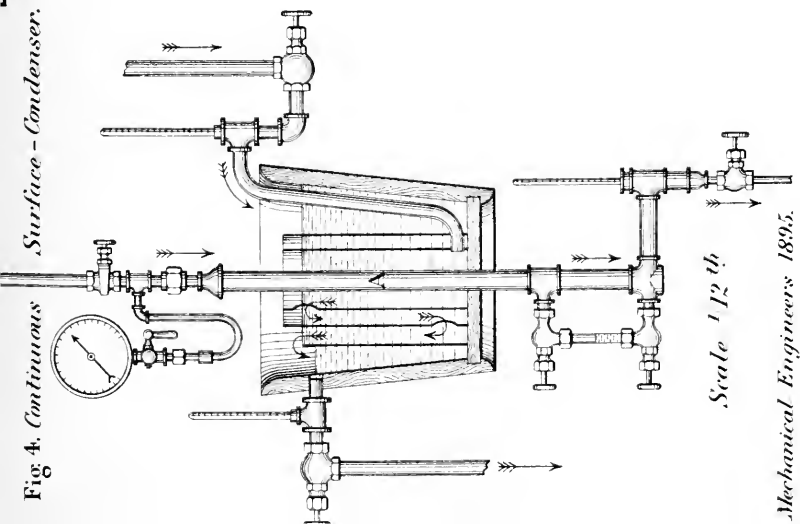 Fig. 4. Continuous Surface-Condenser.
A
Scale 1/12th
Mechanical Engineers 1895.